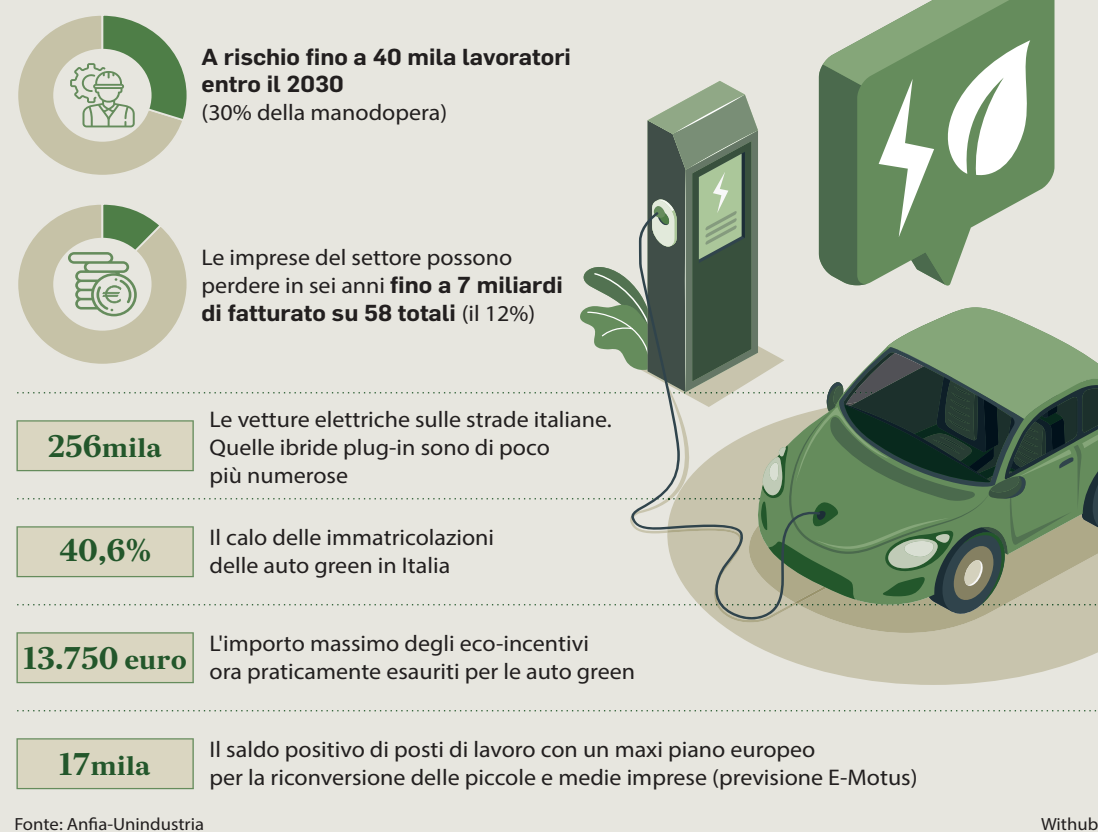 A rischio fino a 40 mila lavoratori
entro il 2030
(30% della manodopera)
Le imprese del settore possono
perdere in sei anni fino a 7 miliardi
di fatturato su 58 totali (il 12%)
256mila
Le vetture elettriche sulle strade italiane.
Quelle ibride plug-in sono di poco
più numerose
40,6%
Il calo delle immatricolazioni
delle auto green in Italia
13.750 euro
L'importo massimo degli eco-incentivi
ora praticamente esauriti per le auto green
17mila
Il saldo positivo di posti di lavoro con un maxi piano europeo
per la riconversione delle piccole e medie imprese (previsione E-Motus)
Fonte: Anfia-Unindustria
Withub